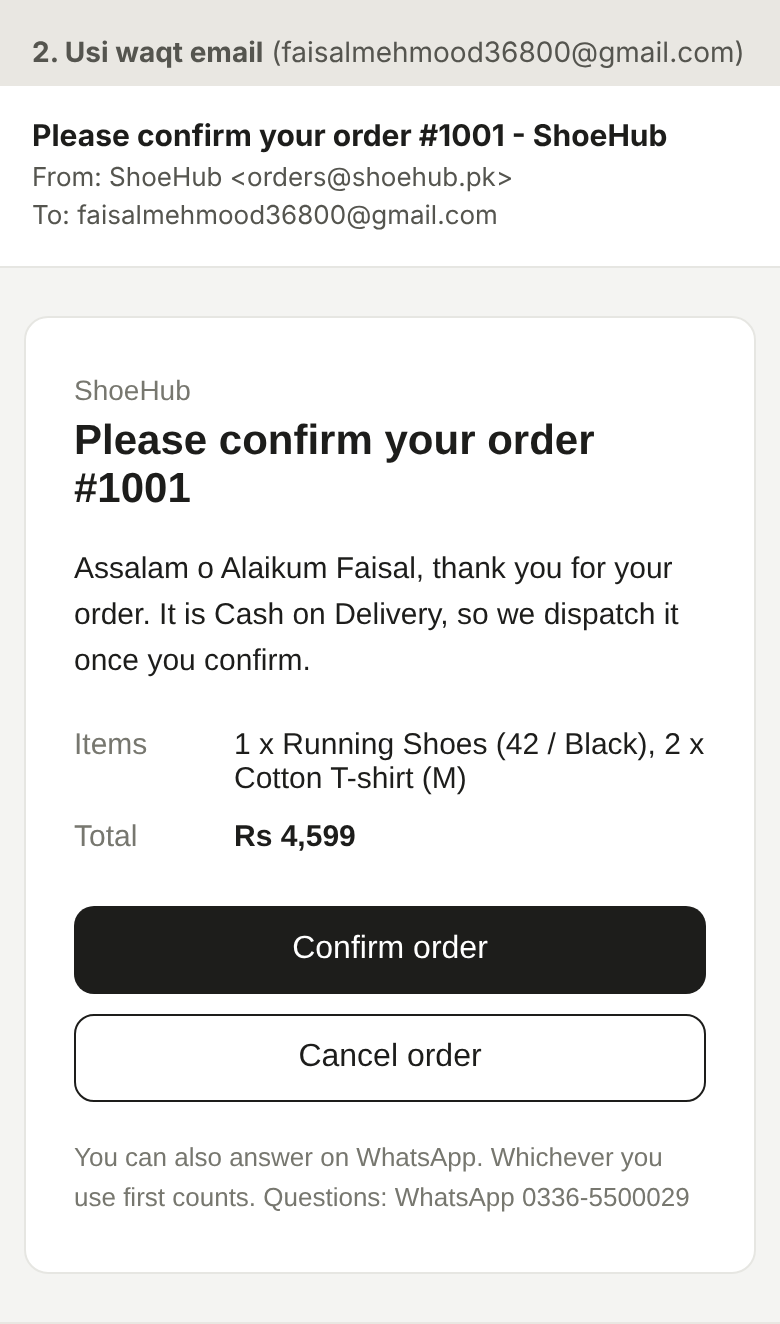 2. Usi waqt email (faisalmehmood36800@gmail.com)
Please confirm your order #1001 - ShoeHub
From: ShoeHub <orders@shoehub.pk>
To: faisalmehmood36800@gmail.com
ShoeHub
Please confirm your order
#1001
Assalam o Alaikum Faisal, thank you for your
order. It is Cash on Delivery, so we dispatch it
once you confirm.
Items 1 x Running Shoes (42 / Black), 2 x
Cotton T-shirt (M)
Total Rs 4,599
Confirm order
Cancel order
You can also answer on WhatsApp. Whichever you
use first counts. Questions: WhatsApp 0336-5500029